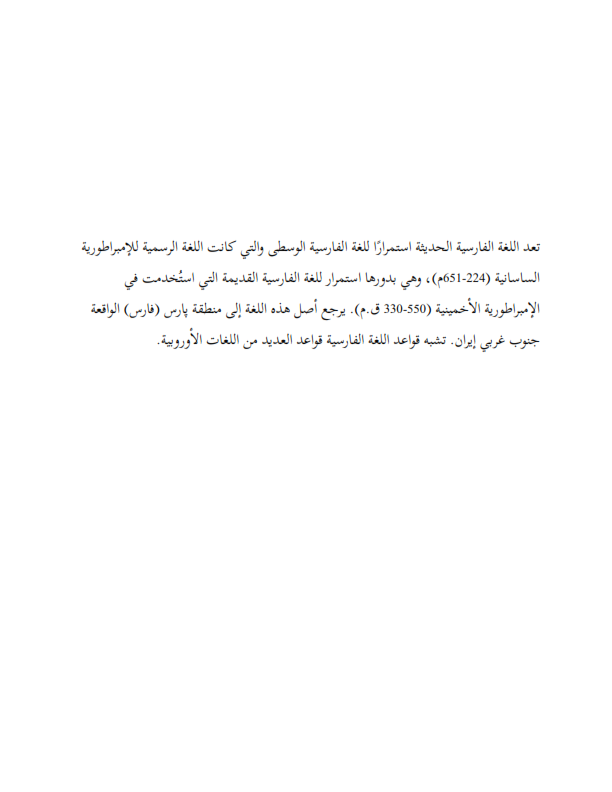 تعد اللغة الفارسية الحديثة استمرارًا للغة الفارسية الوسطى والتي كانت اللغة الرسمية للإمبراطورية
الساسانية (224-651م)، وهي بدورها استمرار للغة الفارسية القديمة التي استُخدمت في
الإمبراطورية الأخمينية (550-330 ق.م). يرجع أصل هذه اللغة إلى منطقة پارس (فارس) الواقعة
جنوب غربي إيران. تشبه قواعد اللغة الفارسية قواعد العديد من اللغات الأوروبية.